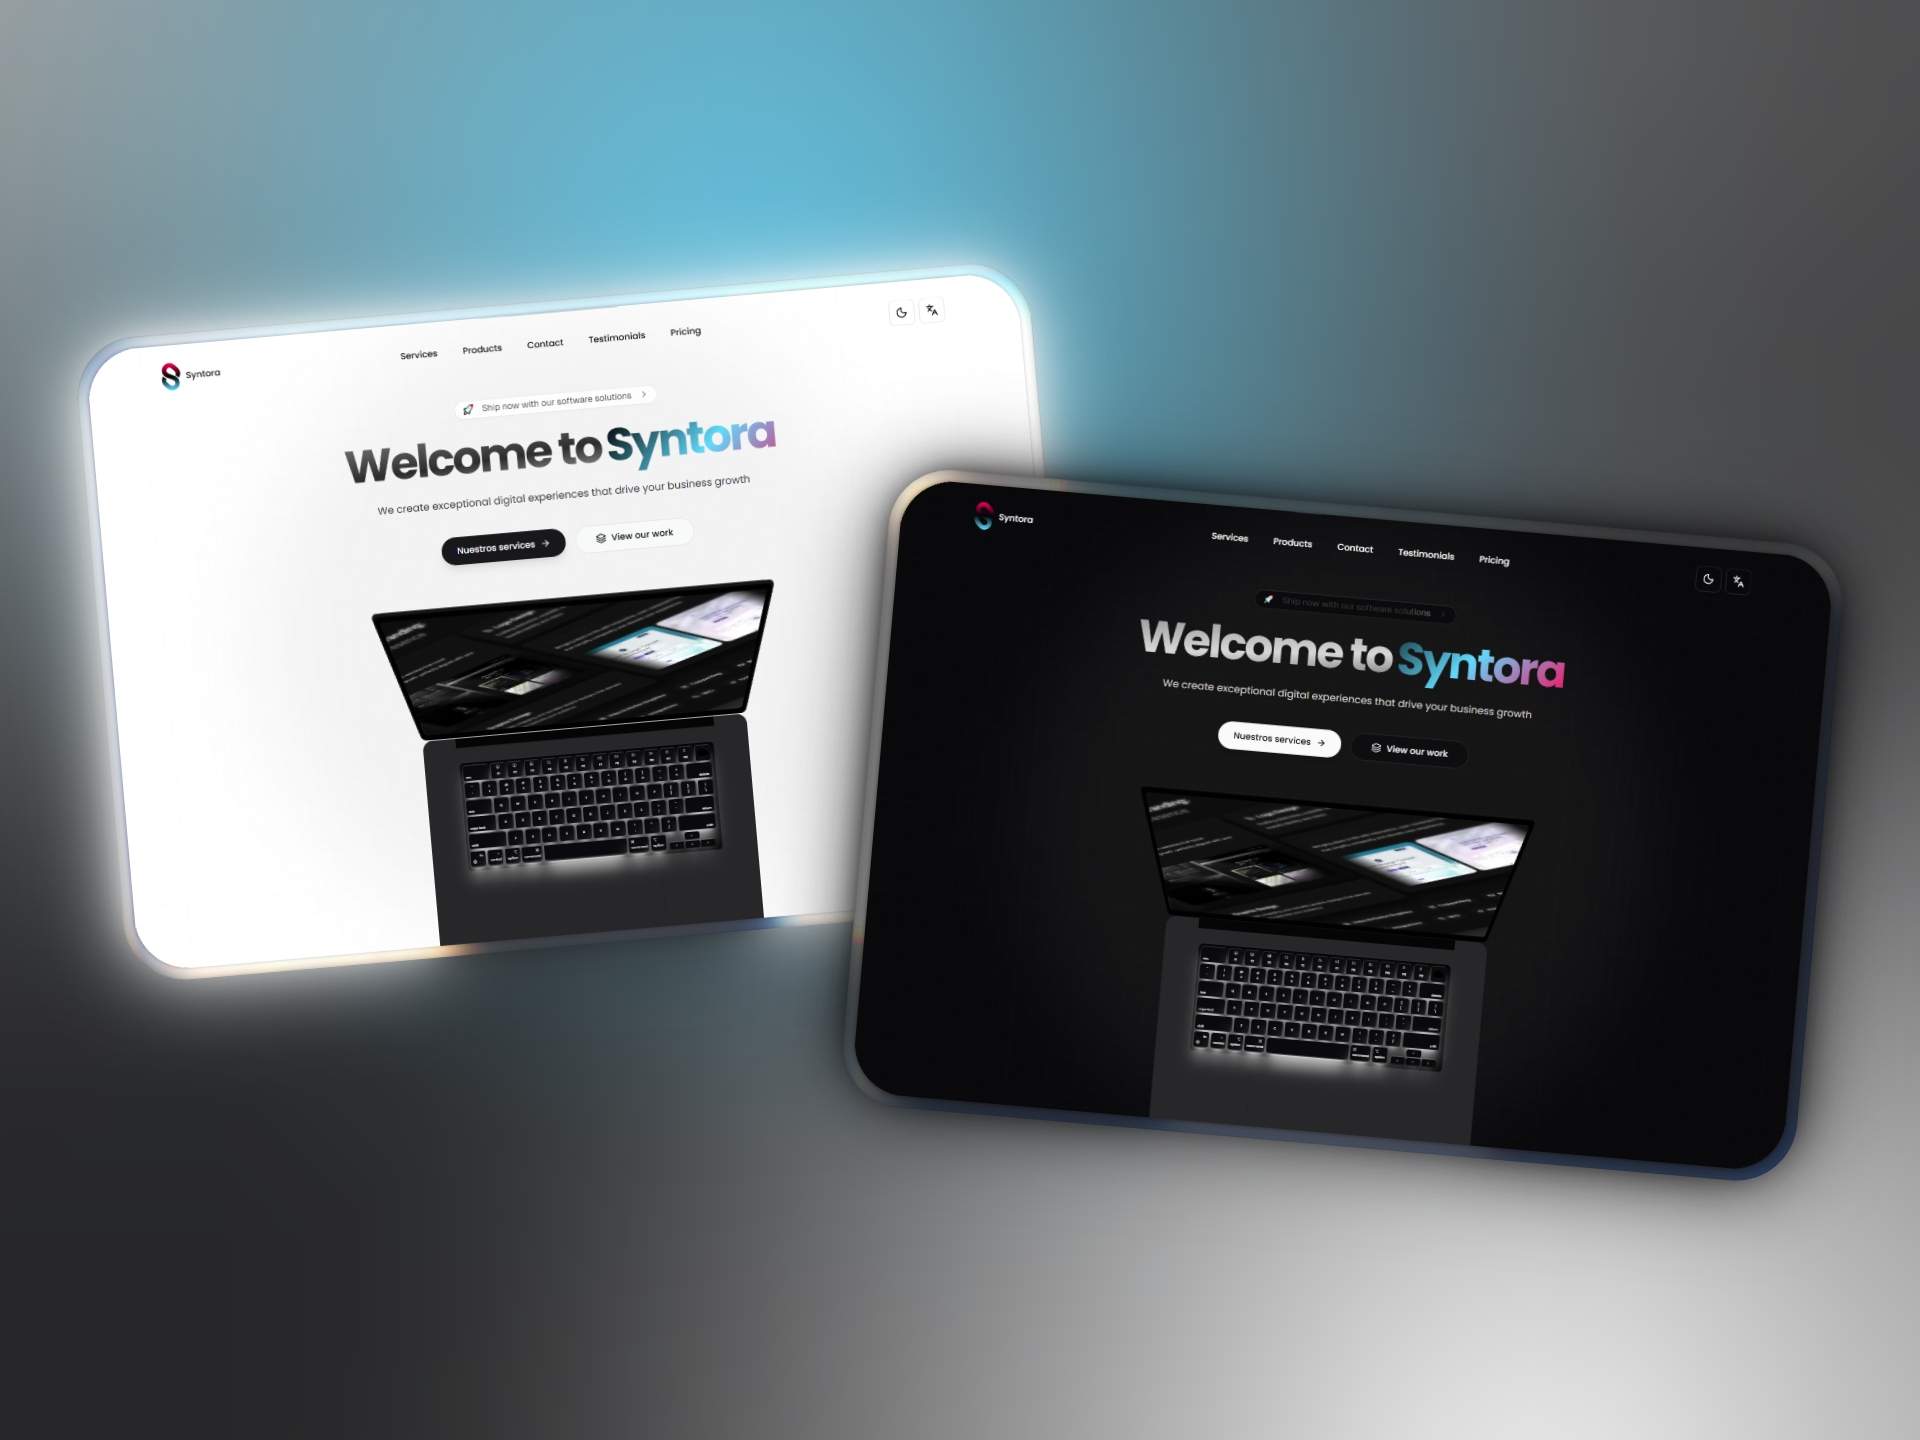 Syntora
Services Products Contact Testimonials Pricing
Ship now with our software solutions
Welcome to Syntora
We create exceptional digital experiences that drive your business growth
Nuestros services
View our work
Syntora
Services Products Contact Testimonials Pricing
Ship now with our software solutions
Welcome to Syntora
We create exceptional digital experiences that drive your business growth
Nuestros services
View our work